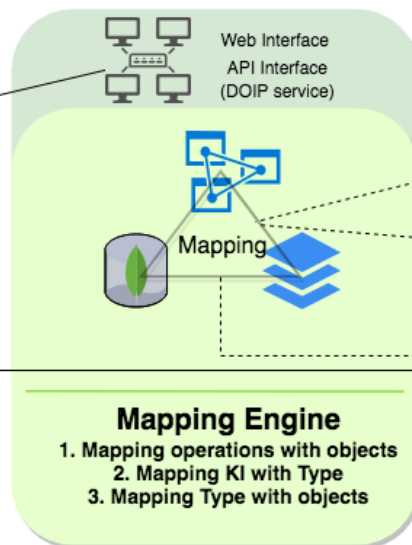 Web Interface
API Interface
(DOIP service)
Mapping
Mapping Engine
1. Mapping operations with objects
2. Mapping KI with Type
3. Mapping Type with objects